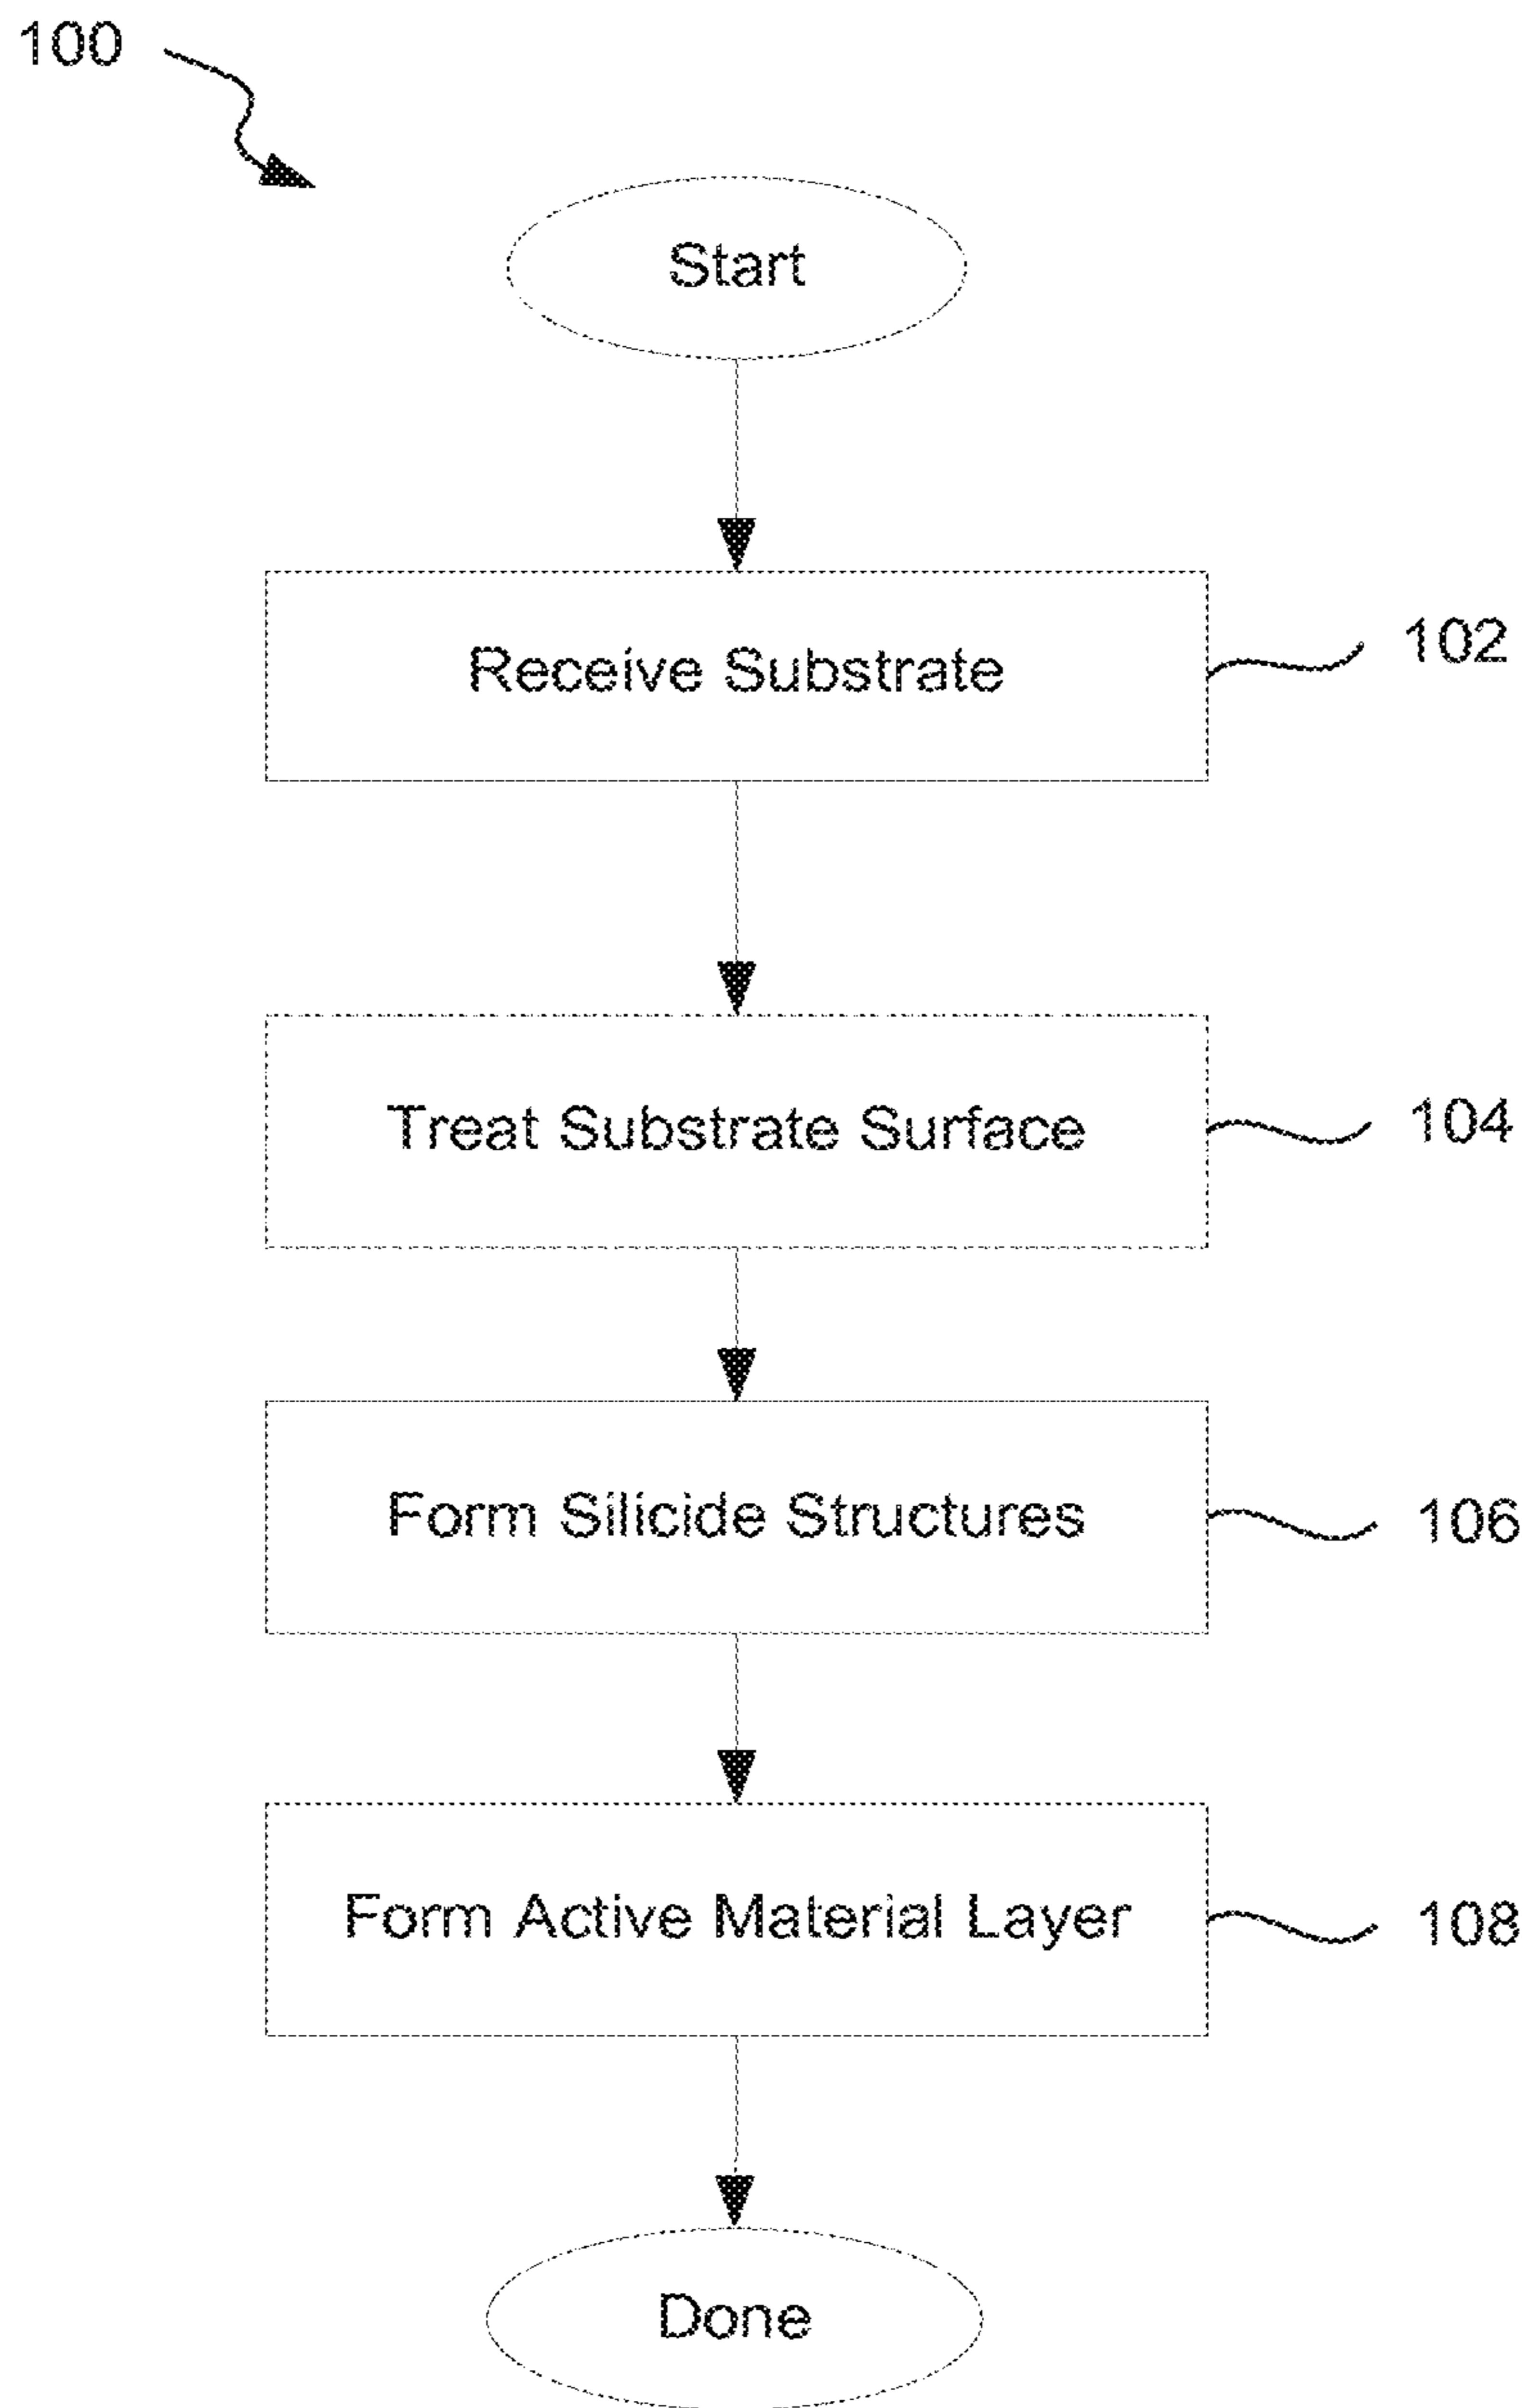 100
Start
Receive Substrate
102
Treat Substrate Surface
104
Form Silicide Structures
106
Form Active Material Layer
108
Done